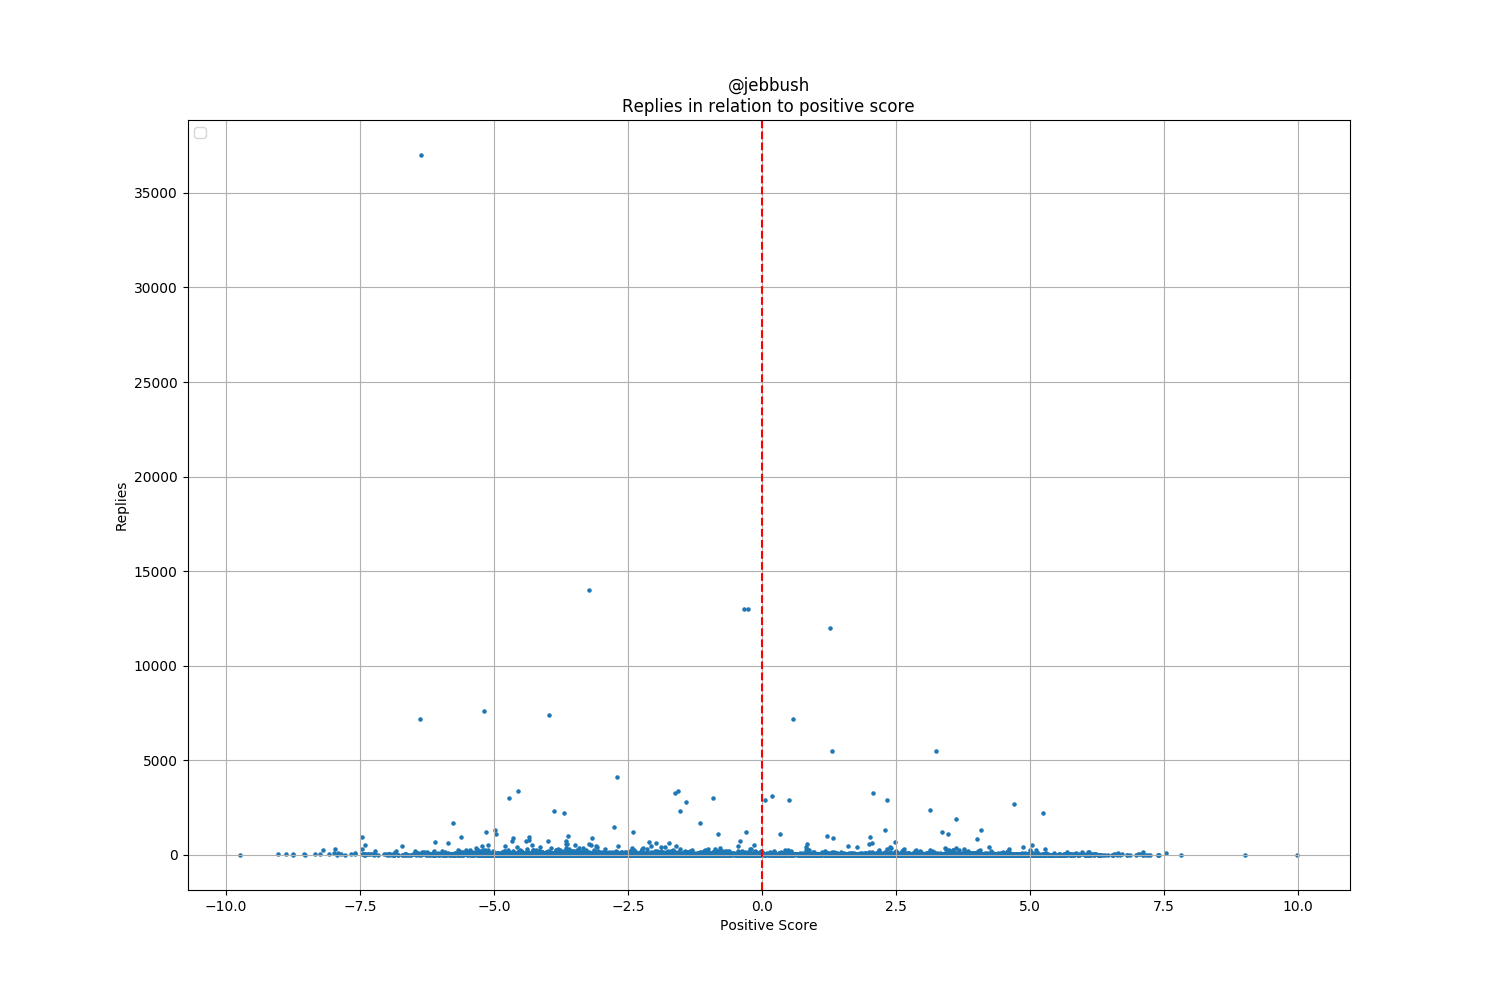 @jebbush
Replies in relation to positive score
35000
30000
25000
20000
15000
10000
5000
0
Replies
−10.0 −7.5 −5.0 −2.5 0.0 2.5 5.0 7.5 10.0
Positive Score